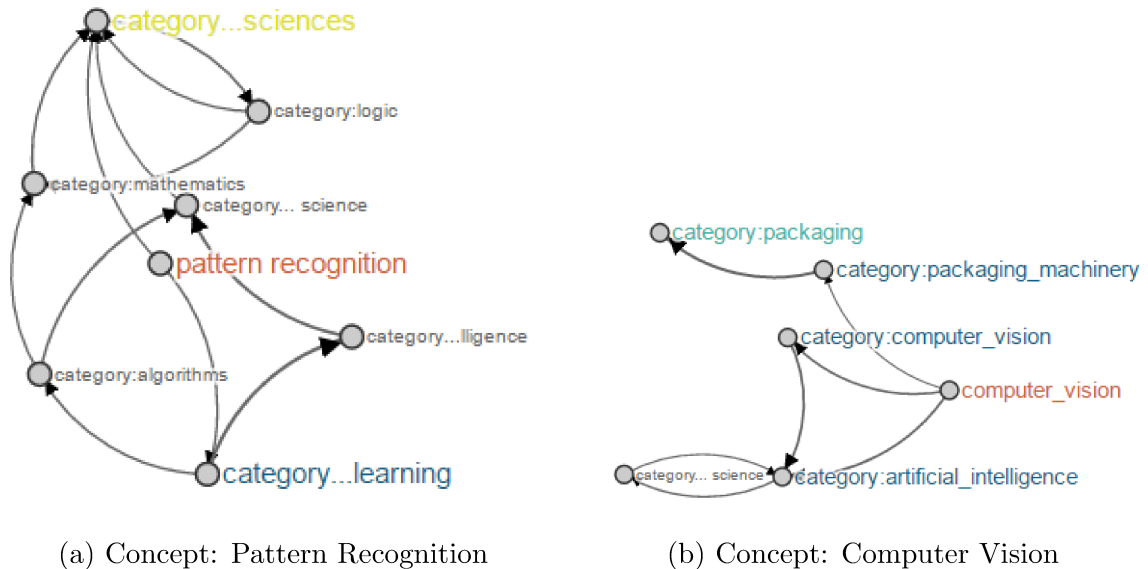 category...sciences
category:logic
category:mathematics
category... science
pattern recognition
category...lligence
category:algorithms
category...learning
category:packaging
category:packaging_machinery
category:computer_vision
computer_vision
category... science
category:artificial_intelligence
(a) Concept: Pattern Recognition
(b) Concept: Computer Vision